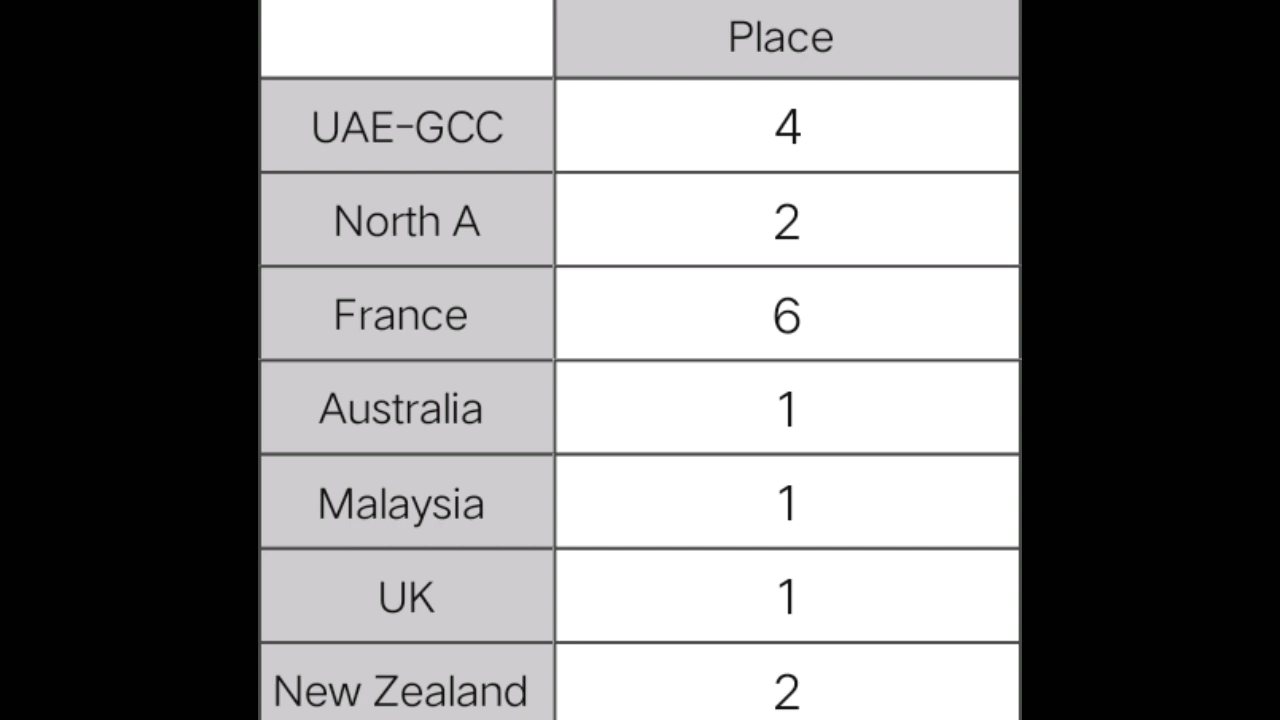 Place
UAE-GCC 4
North A 2
France 6
Australia 1
Malaysia 1
UK 1
New Zealand 2